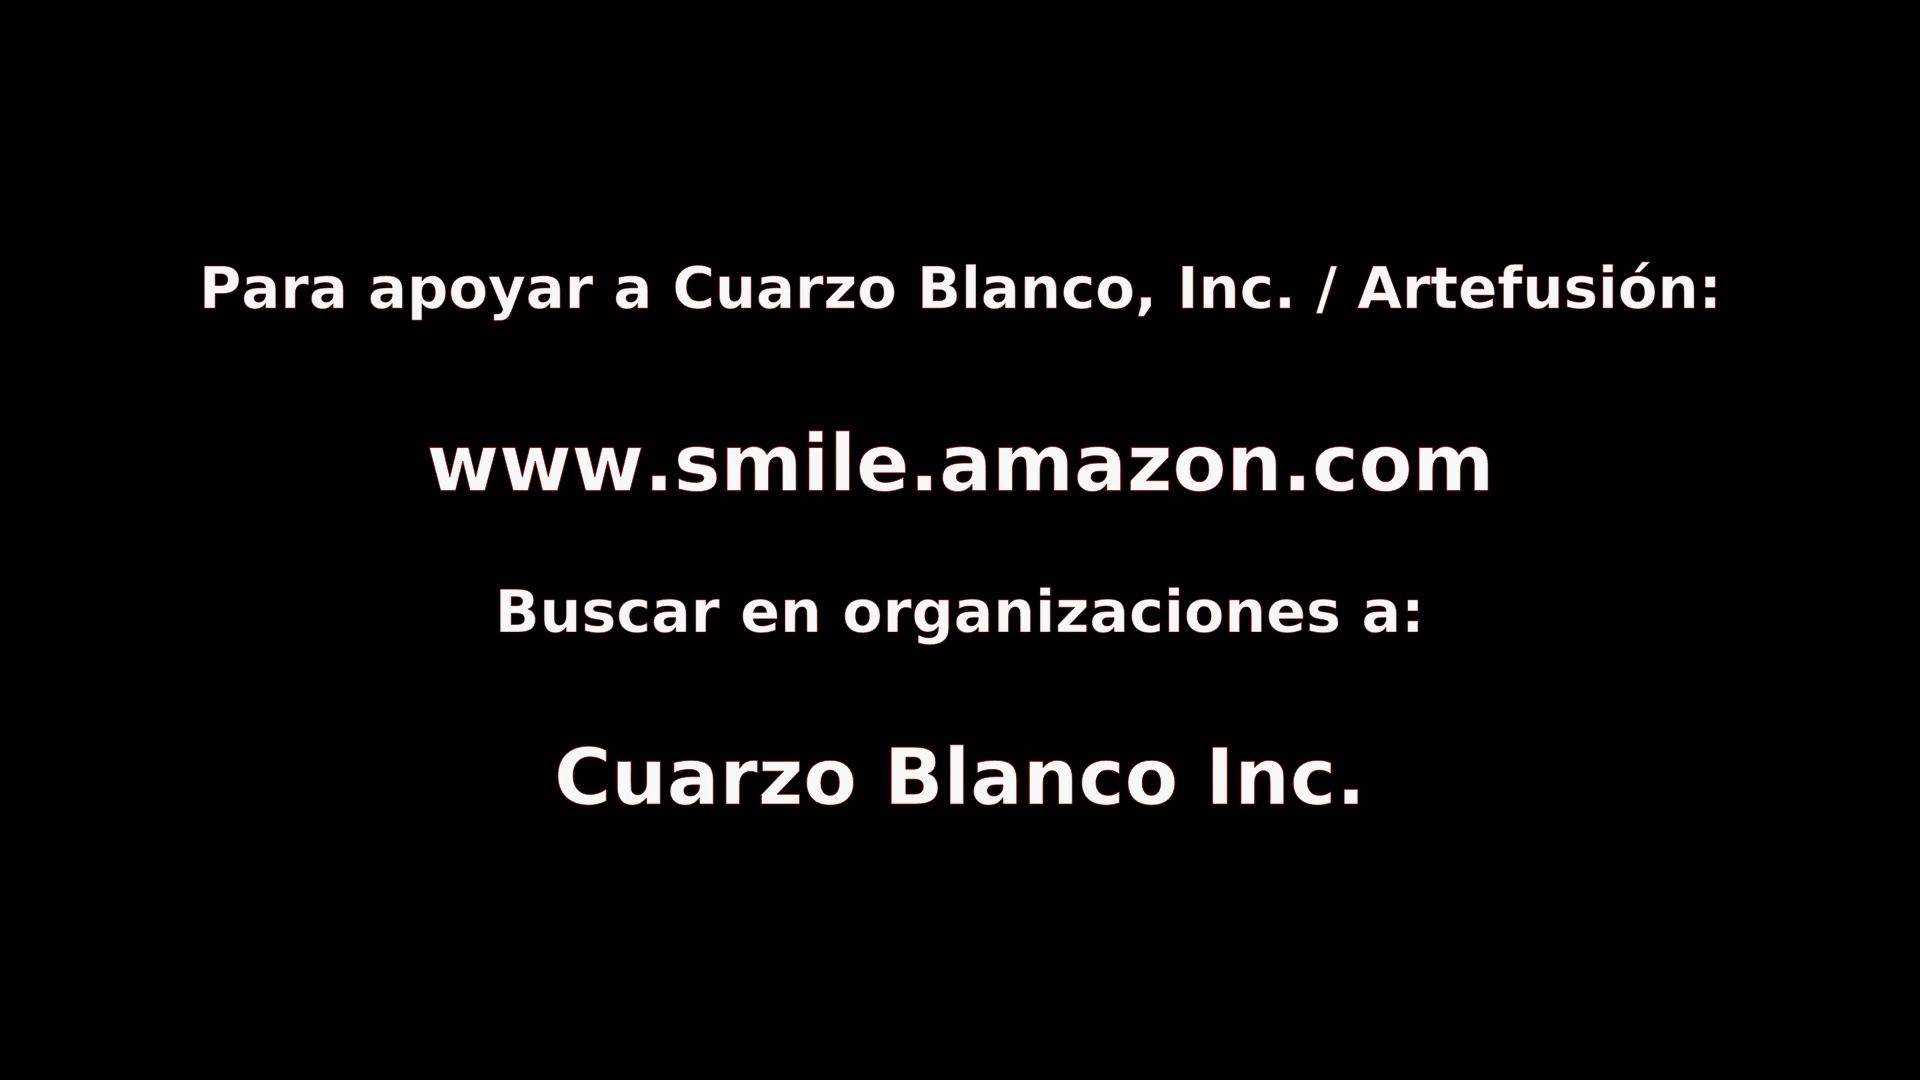 Para apoyar a Cuarzo Blanco, Inc. / Artefusión:
www.smile.amazon.com
Buscar en organizaciones a:
Cuarzo Blanco Inc.